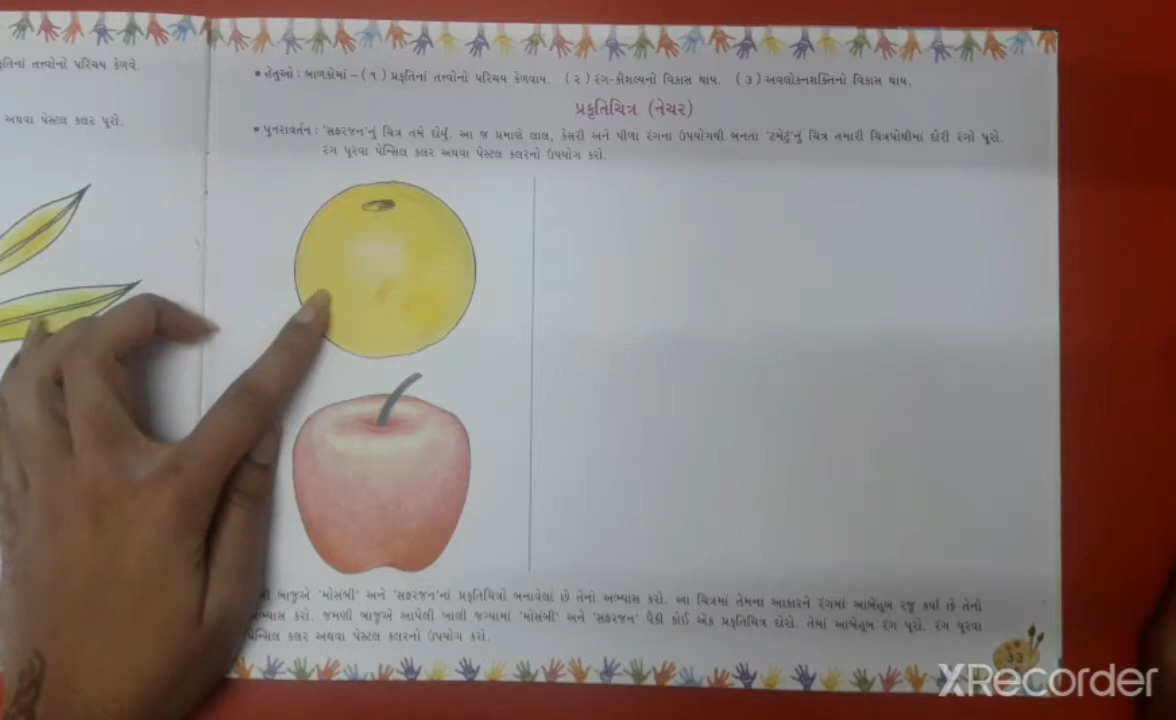 કૃતિનાં તત્ત્વોનો પરિચય કેળવે.
અથવા પેસ્ટલ કલર પૂરો.
• હેતુઓ : બાળકોમાં – (૧) પ્રકૃતિનાં તત્ત્વોનો પરિચય કેળવાય. (૨) રંગ-કૌશલ્યનો વિકાસ થાય. (૩) અવલોકનશક્તિનો વિકાસ થાય.
પ્રકૃતિચિત્ર (નેચર)
• પુનરાવર્તન : 'સફરજન'નું ચિત્ર તમે દોર્યું. આ જ પ્રમાણે લાલ, કેસરી અને પીળા રંગના ઉપયોગથી બનતા 'ટમેટું'નું ચિત્ર તમારી ચિત્રપોથીમાં દોરી રંગો પૂરો.
રંગ પૂરવા પેન્સિલ કલર અથવા પેસ્ટલ કલરનો ઉપયોગ કરો.
બાજુએ 'મોસંબી' અને 'સફરજન'નાં પ્રકૃતિચિત્રો બનાવેલાં છે તેનો અભ્યાસ કરો. આ ચિત્રમાં તેમના આકારને રંગમાં આબેહૂબ રજૂ કર્યા છે તેનો
અભ્યાસ કરો. જમણી બાજુએ આપેલી ખાલી જગ્યામાં 'મોસંબી' અને 'સફરજન' પૈકી કોઈ એક પ્રકૃતિચિત્ર દોરો. તેમાં આબેહૂબ રંગ પૂરો. રંગ પૂરવા
પેન્સિલ કલર અથવા પેસ્ટલ કલરનો ઉપયોગ કરો.
33
XRecorder